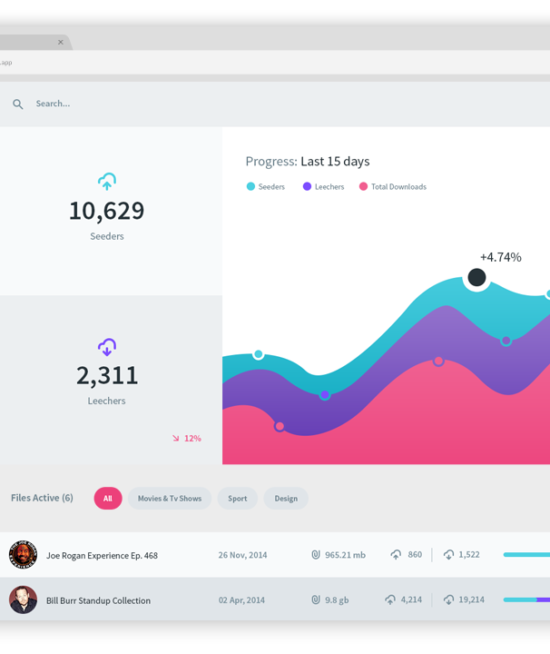 App
Search...
10,629
Seeders
2,311
Leechers
12%
Progress: Last 15 days
Seeders Leechers Total Downloads
+4.74%
Files Active (6) All Movies & Tv Shows Sport Design
Joe Rogan Experience Ep. 468 26 Nov, 2014 965.21 mb 860 1,522
Bill Burr Standup Collection 02 Apr, 2014 9.8 gb 4,214 19,214